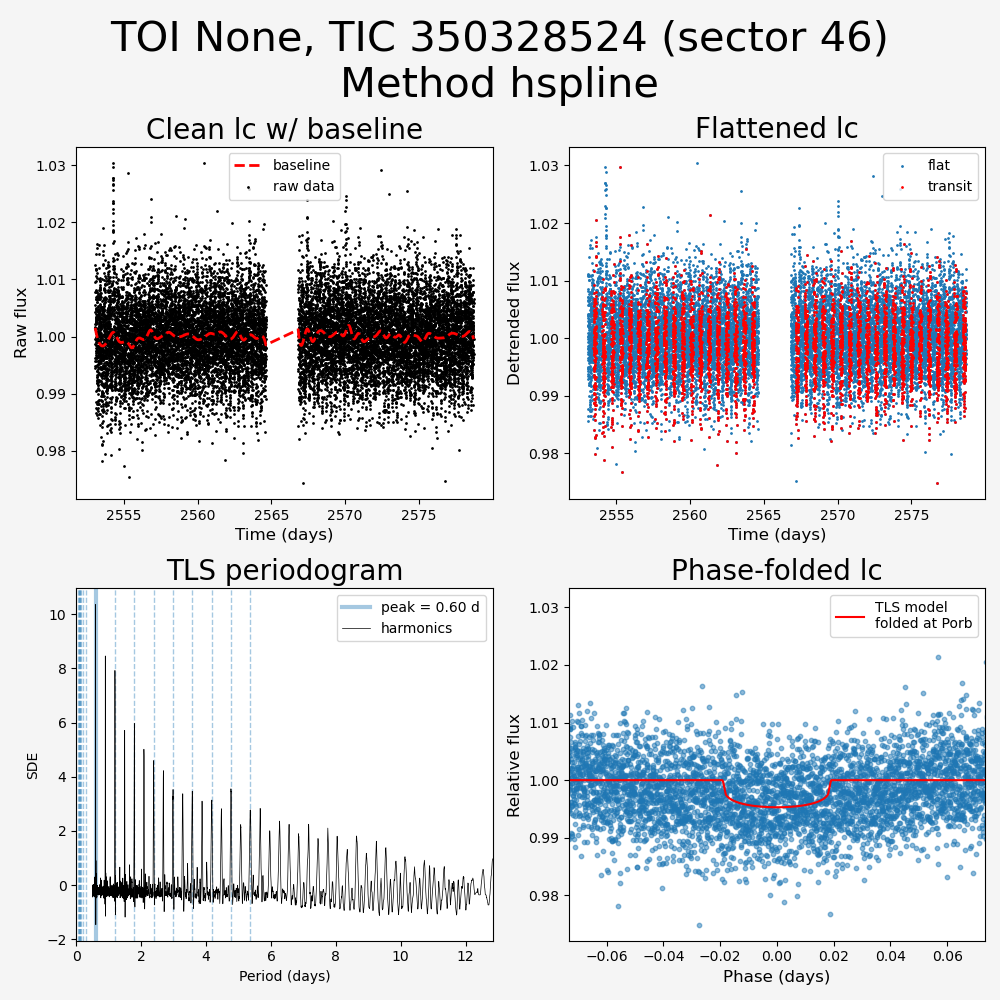 TOI None, TIC 350328524 (sector 46)
Method hspline
Clean lc w/ baseline
baseline
raw data
1.03
1.02
1.01
1.00
0.99
0.98
Raw flux
2555
2560
2565
2570
2575
Time (days)
Flattened lc
flat
transit
1.03
1.02
1.01
1.00
0.99
0.98
Detrended flux
2555
2560
2565
2570
2575
Time (days)
TLS periodogram
peak = 0.60 d
harmonics
10
8
6
4
2
0
−2
SDE
0
2
4
6
8
10
12
Period (days)
Phase-folded lc
TLS model
folded at Porb
1.03
1.02
1.01
1.00
0.99
0.98
Relative flux
−0.06
−0.04
−0.02
0.00
0.02
0.04
0.06
Phase (days)